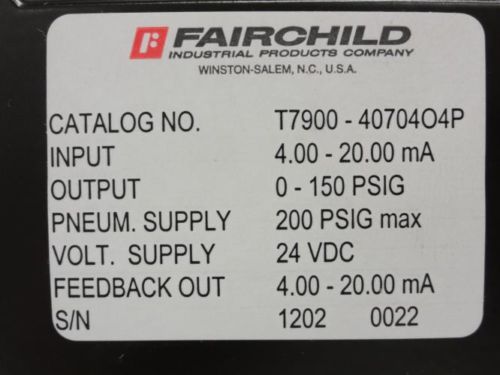 FAIRCHILD
INDUSTRIAL PRODUCTS COMPANY
WINSTON-SALEM, N.C., U.S.A.
CATALOG NO. T7900 - 40704O4P
INPUT 4.00 - 20.00 mA
OUTPUT 0 - 150 PSIG
PNEUM. SUPPLY 200 PSIG max
VOLT. SUPPLY 24 VDC
FEEDBACK OUT 4.00 - 20.00 mA
S/N 1202 0022